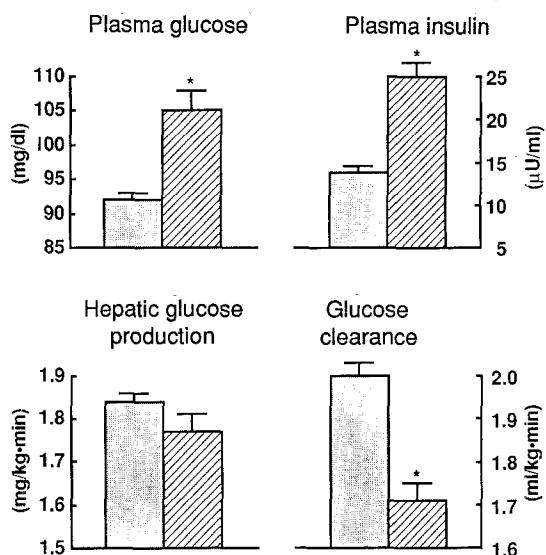 Plasma glucose
110
105
100
95
90
85
(mg/dl)
*
Plasma insulin
*
25
20
15
10
5
(µU/ml)
Hepatic glucose
production
1.9
1.8
1.7
1.6
1.5
(mg/kg•min)
Glucose
clearance
*
2.0
1.9
1.8
1.7
1.6
(ml/kg•min)